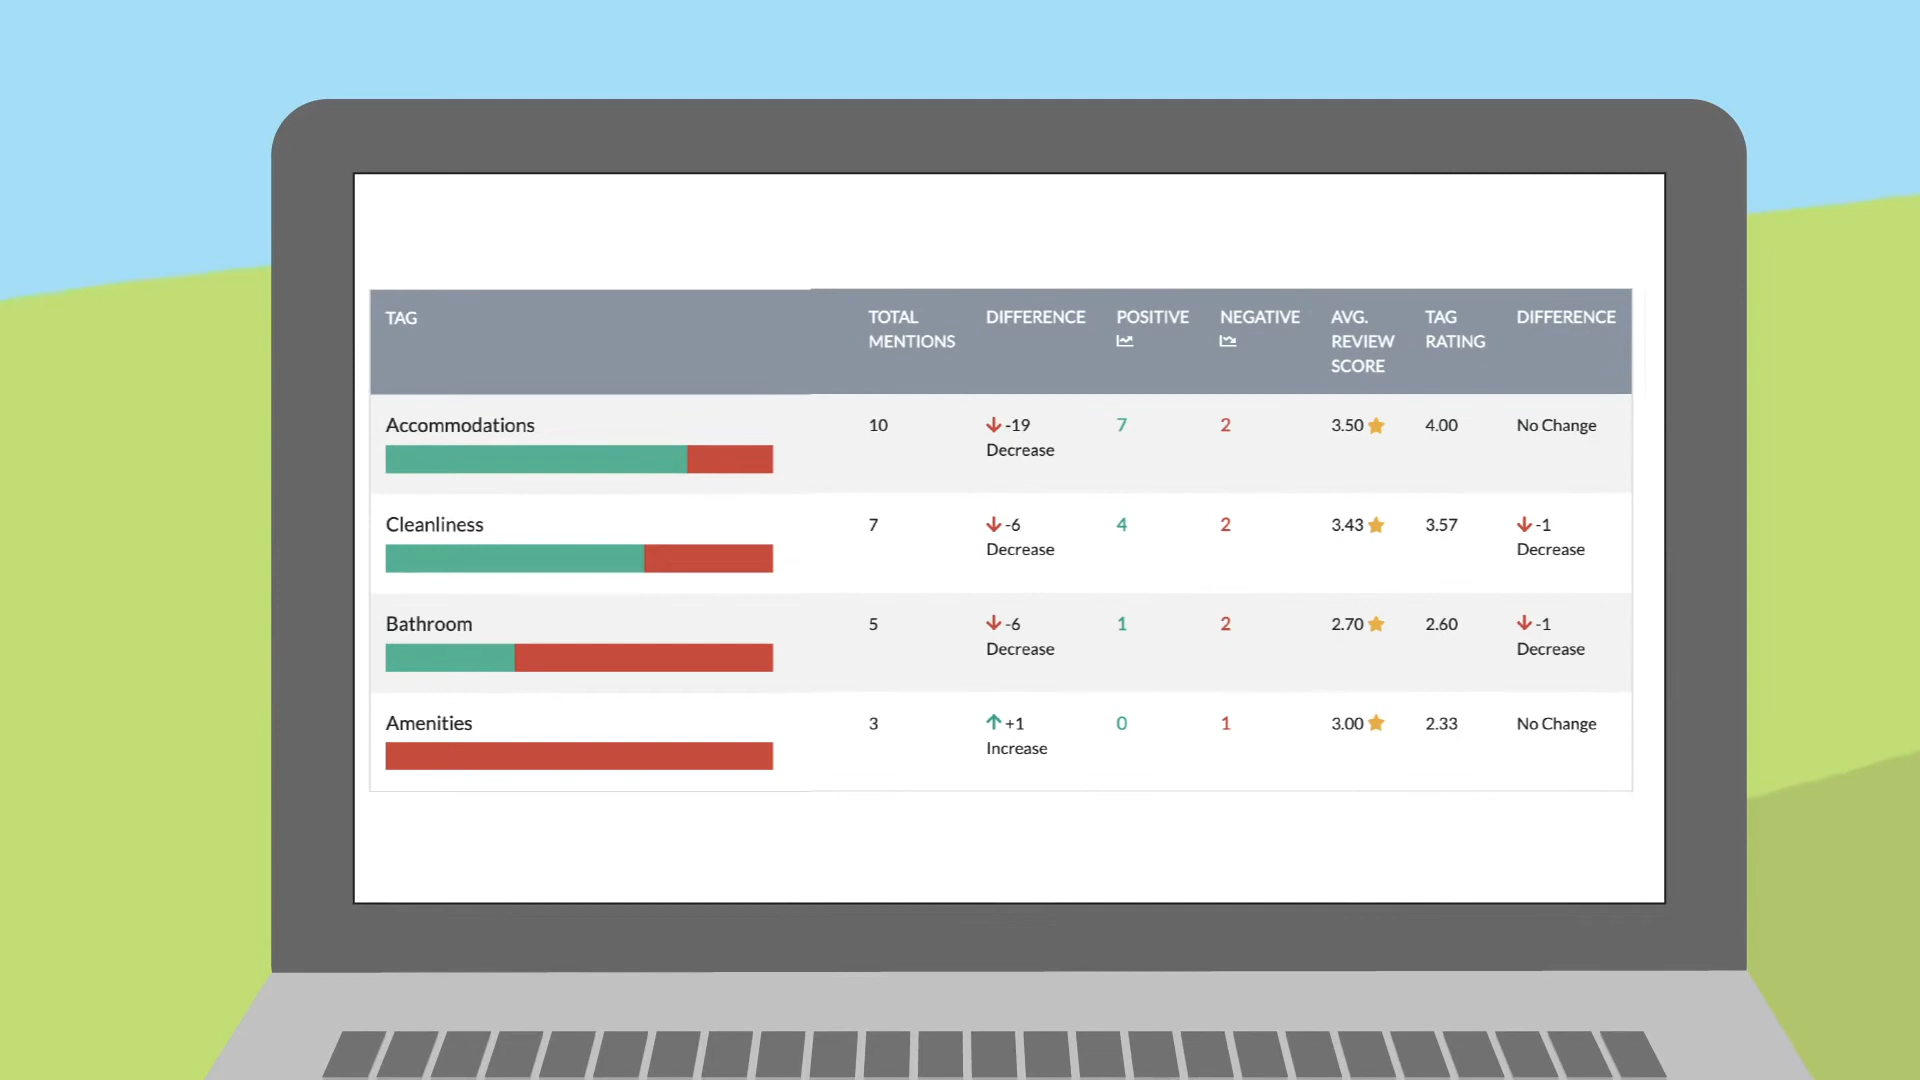 TAG
TOTAL MENTIONS
DIFFERENCE
POSITIVE
NEGATIVE
AVG. REVIEW SCORE
TAG RATING
DIFFERENCE
Accommodations
10
-19 Decrease
7
2
3.50
4.00
No Change
Cleanliness
7
-6 Decrease
4
2
3.43
3.57
-1 Decrease
Bathroom
5
-6 Decrease
1
2
2.70
2.60
-1 Decrease
Amenities
3
+1 Increase
0
1
3.00
2.33
No Change